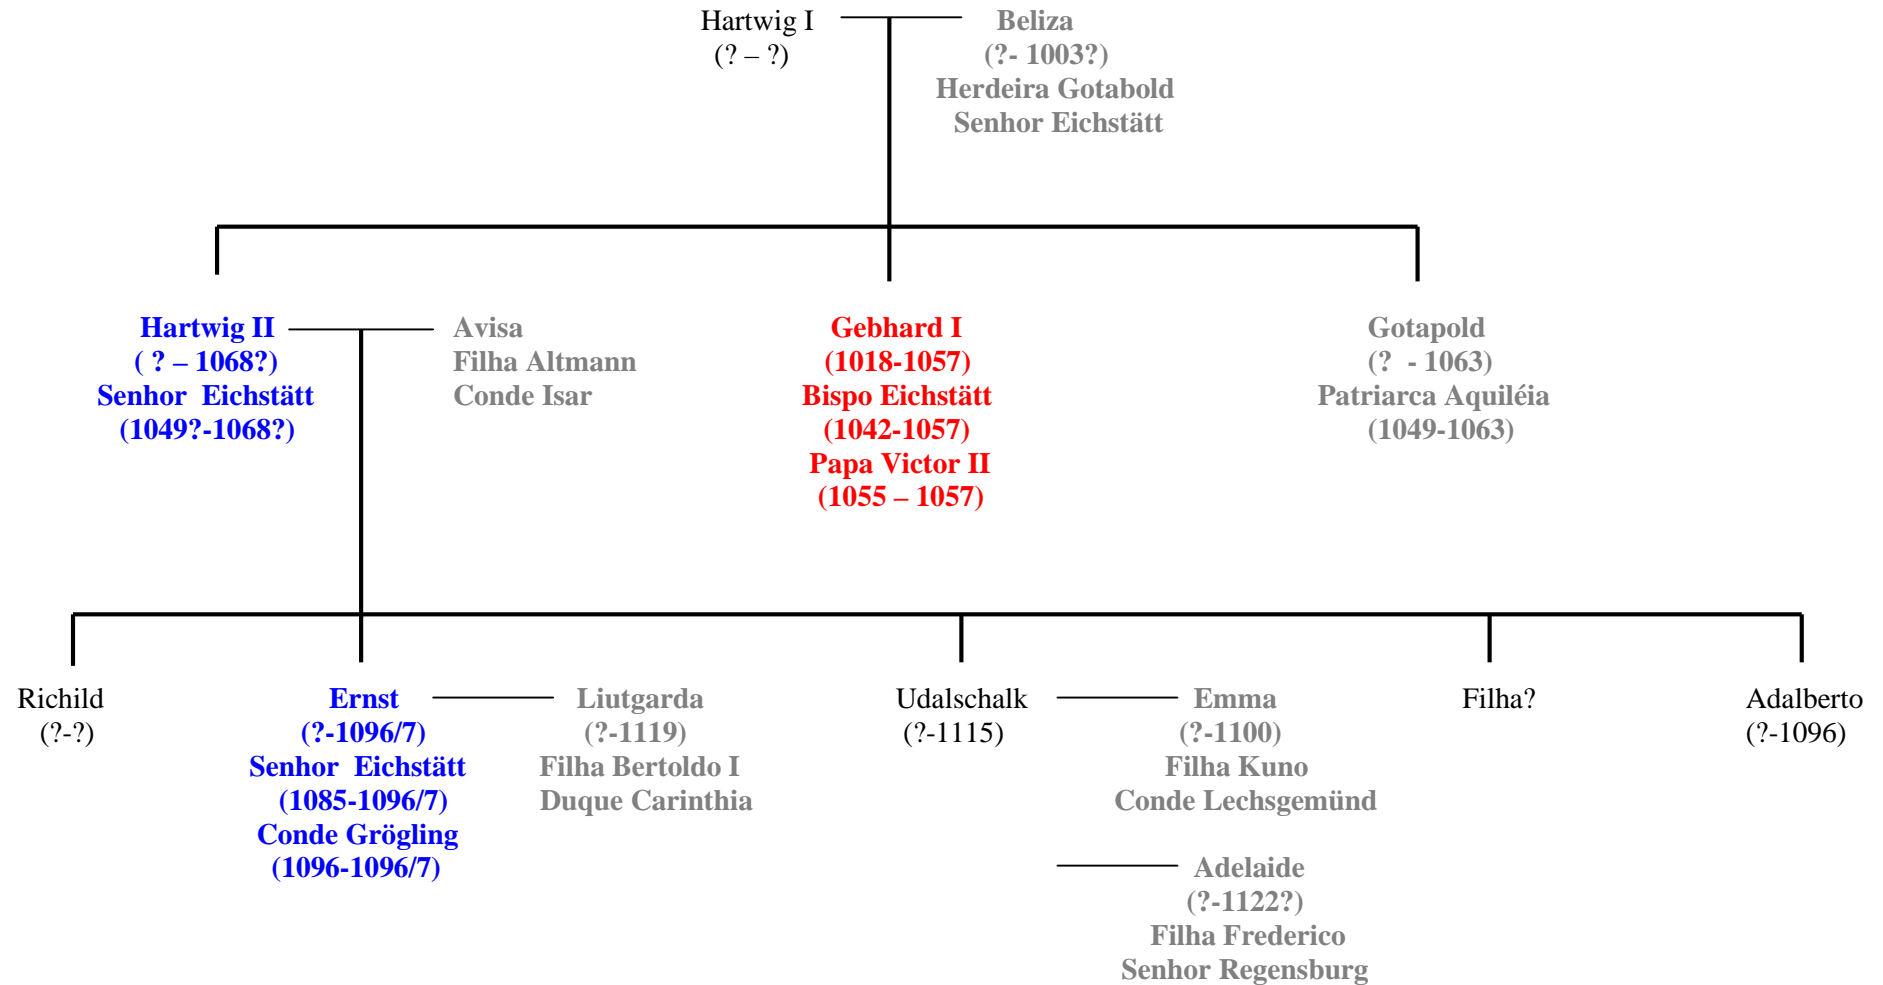 Hartwig I
(? – ?)
Beliza
(?- 1003?)
Herdeira Gotabold
Senhor Eichstätt
Hartwig II
( ? – 1068?)
Senhor Eichstätt
(1049?-1068?)
Avisa
Filha Altmann
Conde Isar
Gebhard I
(1018-1057)
Bispo Eichstätt
(1042-1057)
Papa Victor II
(1055 – 1057)
Gotapold
(? - 1063)
Patriarca Aquiléia
(1049-1063)
Richild
(?-?)
Ernst
(?-1096/7)
Senhor Eichstätt
(1085-1096/7)
Conde Grögling
(1096-1096/7)
Liutgarda
(?-1119)
Filha Bertoldo I
Duque Carinthia
Udalschalk
(?-1115)
Emma
(?-1100)
Filha Kuno
Conde Lechsgemünd
Adelaide
(?-1122?)
Filha Frederico
Senhor Regensburg
Filha?
Adalberto
(?-1096)